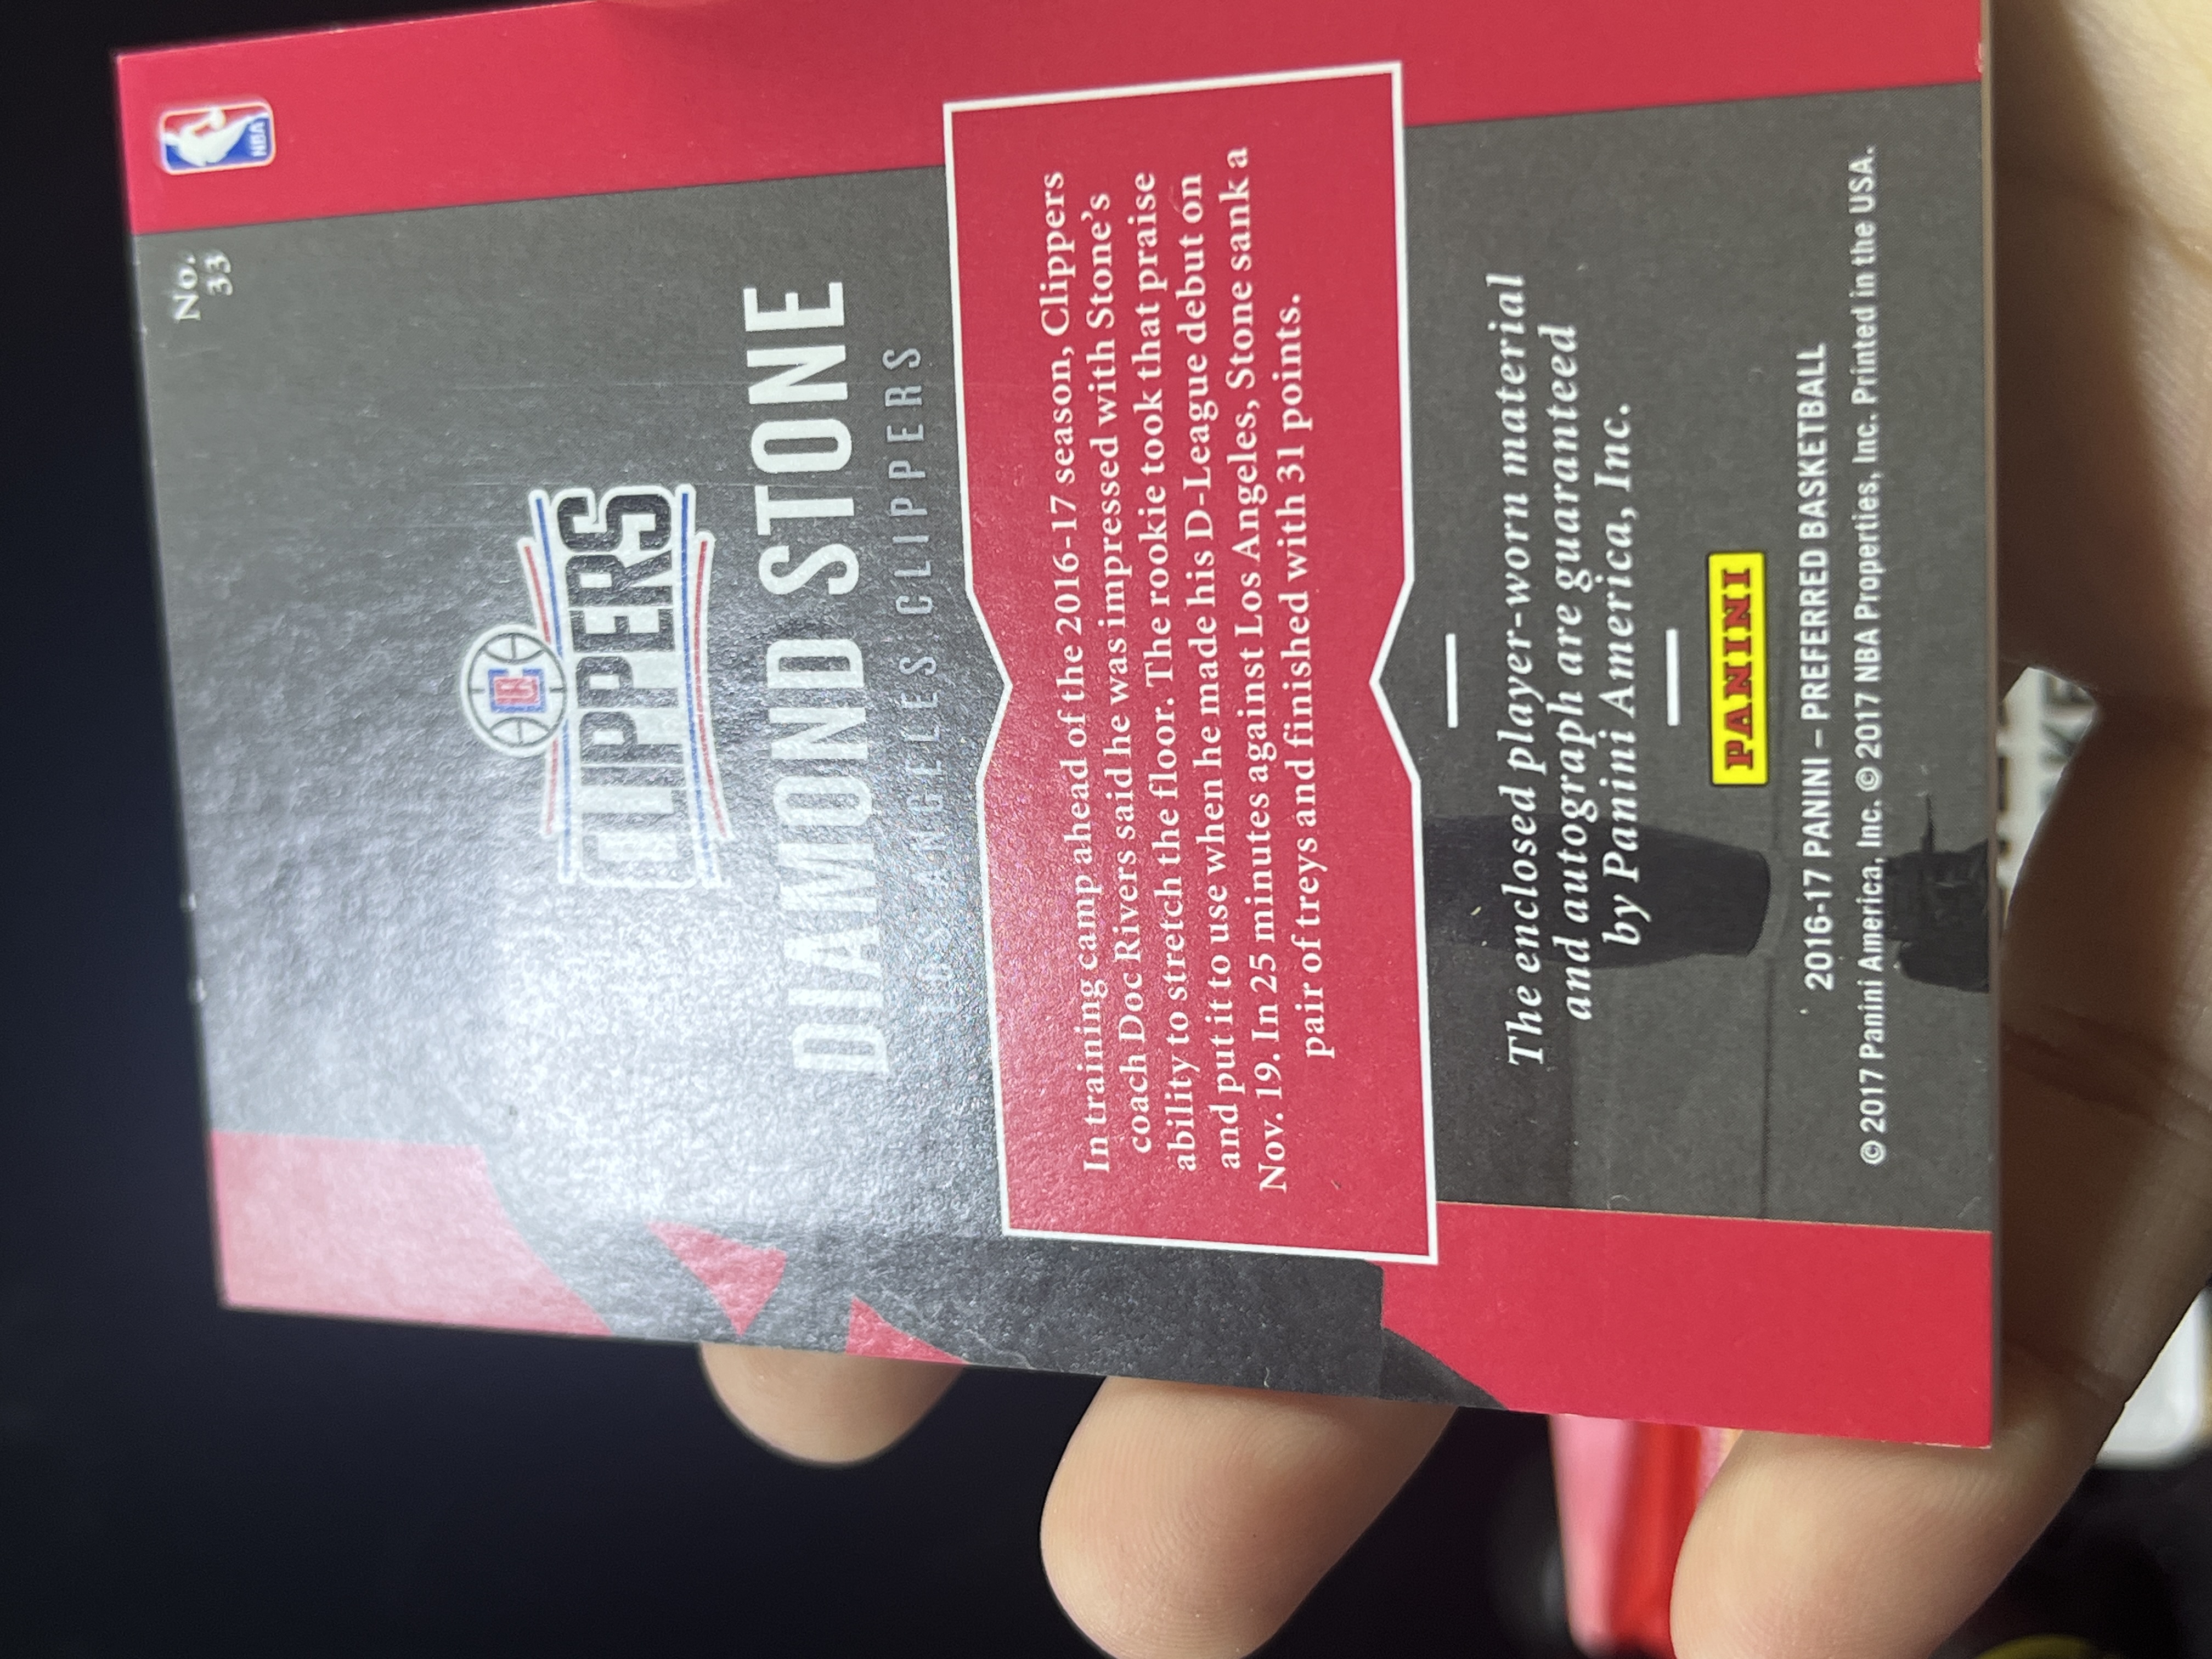 NBA
No.
33
CLIPPERS
DIAMOND STONE
LOS ANGELES CLIPPERS
In training camp ahead of the 2016-17 season, Clippers
coach Doc Rivers said he was impressed with Stone's
ability to stretch the floor. The rookie took that praise
and put it to use when he made his D-League debut on
Nov. 19. In 25 minutes against Los Angeles, Stone sank a
pair of treys and finished with 31 points.
The enclosed player-worn material
and autograph are guaranteed
by Panini America, Inc.
PANINI
2016-17 PANINI – PREFERRED BASKETBALL
© 2017 Panini America, Inc. © 2017 NBA Properties, Inc. Printed in the USA.